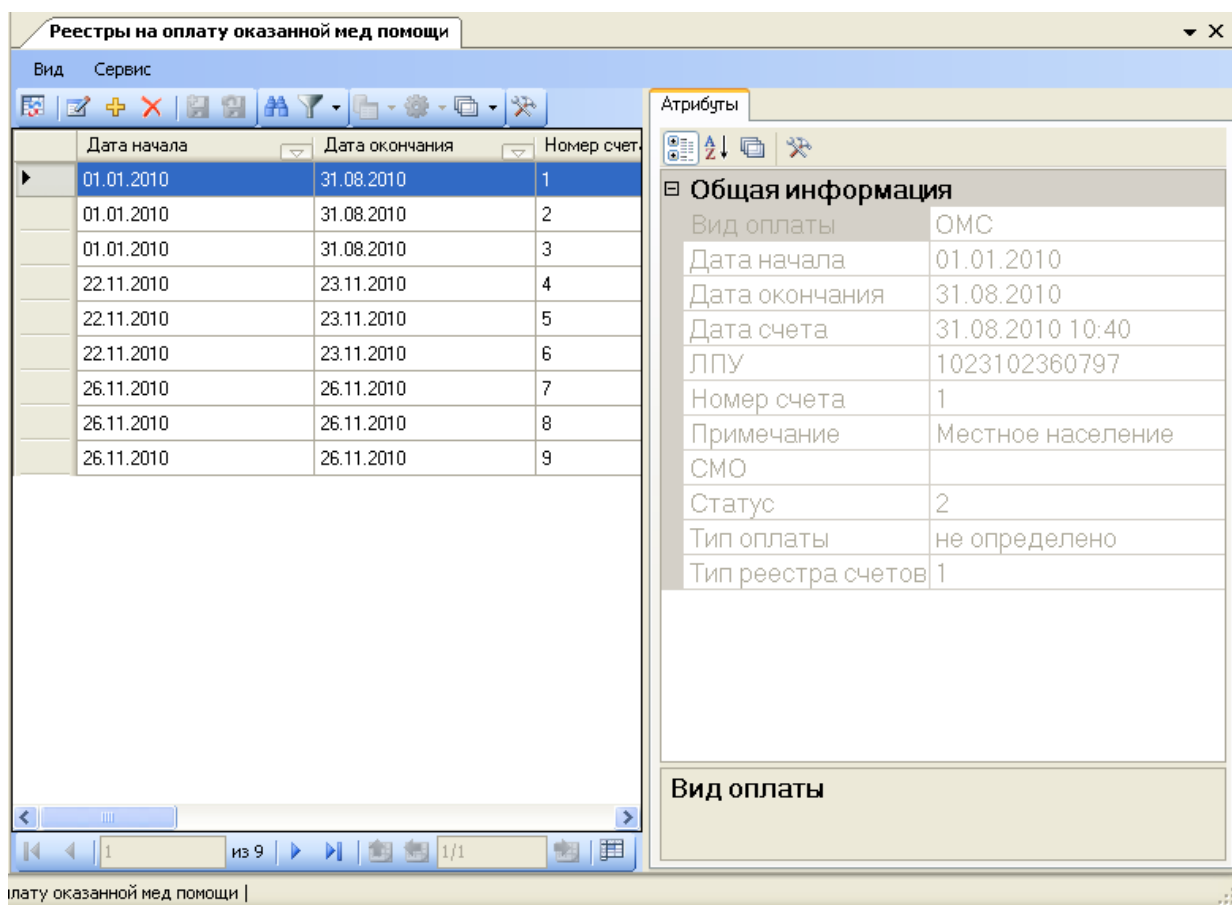 Реестры на оплату оказанной мед помощи
Вид Сервис
Дата начала Дата окончания Номер счет
01.01.2010 31.08.2010 1
01.01.2010 31.08.2010 2
01.01.2010 31.08.2010 3
22.11.2010 23.11.2010 4
22.11.2010 23.11.2010 5
22.11.2010 23.11.2010 6
26.11.2010 26.11.2010 7
26.11.2010 26.11.2010 8
26.11.2010 26.11.2010 9
1 из 9 1/1
Атрибуты
Общая информация
Вид оплаты ОМС
Дата начала 01.01.2010
Дата окончания 31.08.2010
Дата счета 31.08.2010 10:40
ЛПУ 1023102360797
Номер счета 1
Примечание Местное население
СМО
Статус 2
Тип оплаты не определено
Тип реестра счетов 1
Вид оплаты
лату оказанной мед помощи |